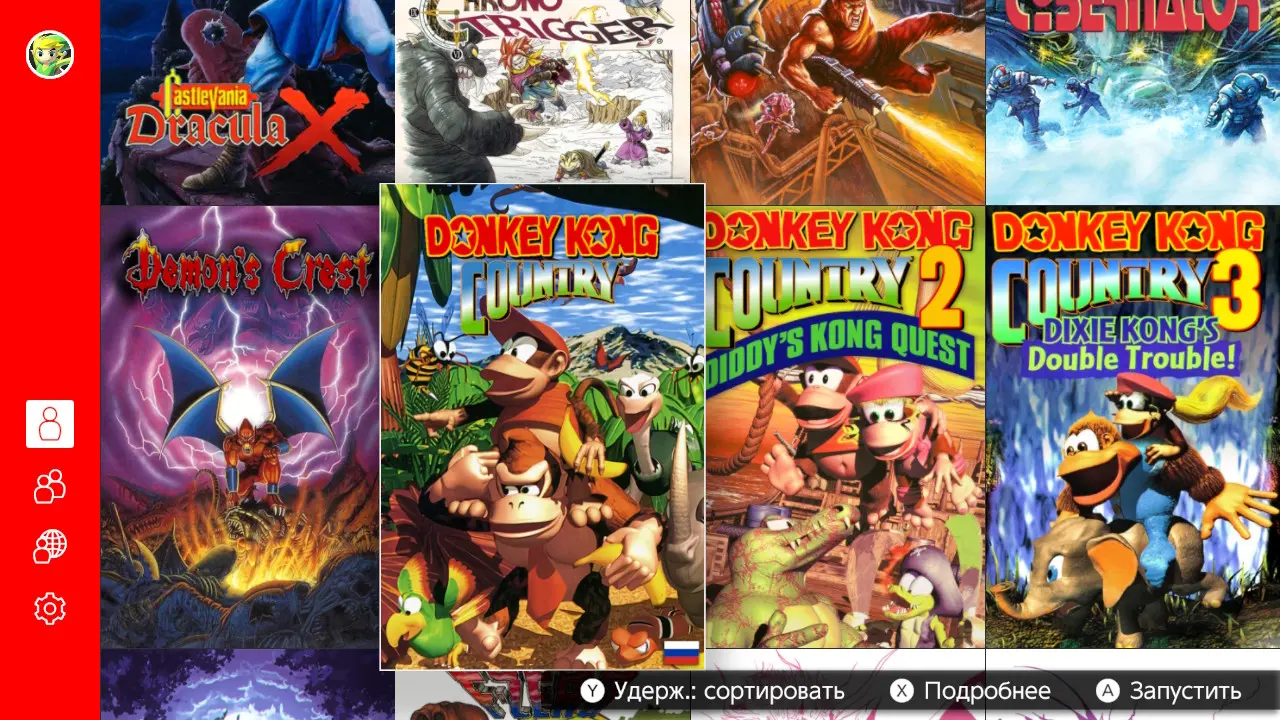 CHRONO
TRIGGER
CYBERNATOR
Castlevania
Dracula X
Demon's Crest
DONKEY KONG
COUNTRY
DONKEY KONG
COUNTRY 2
DIDDY'S KONG QUEST
DONKEY KONG
COUNTRY 3
DIXIE KONG'S
Double Trouble!
Y Удерж.: сортировать X Подробнее A Запустить